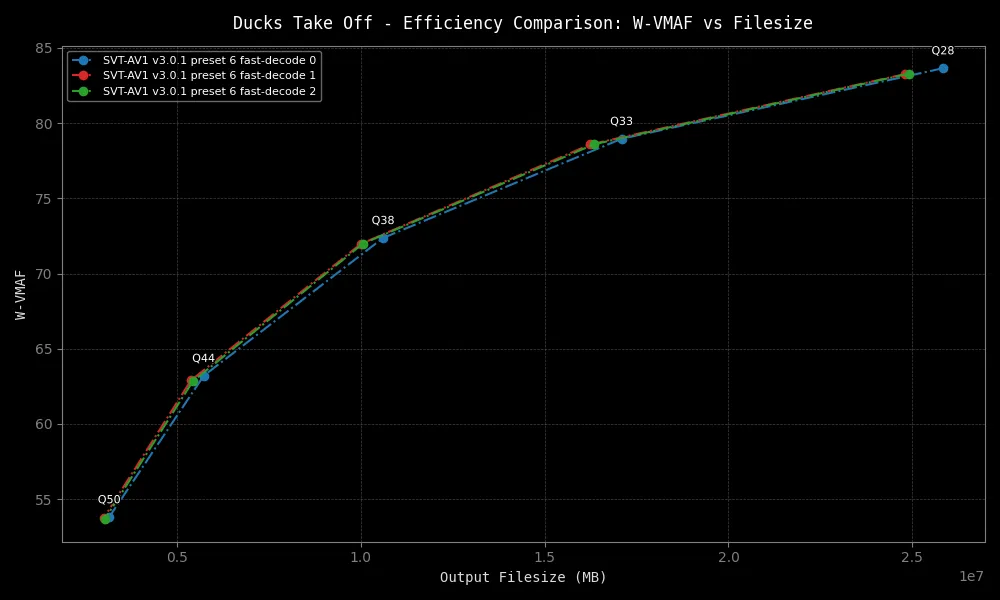 Ducks Take Off - Efficiency Comparison: W-VMAF vs Filesize
SVT-AV1 v3.0.1 preset 6 fast-decode 0
SVT-AV1 v3.0.1 preset 6 fast-decode 1
SVT-AV1 v3.0.1 preset 6 fast-decode 2
Q28
Q33
Q38
Q44
Q50
85
80
75
70
65
60
55
W-VMAF
0.5 1.0 1.5 2.0 2.5
1e7
Output Filesize (MB)